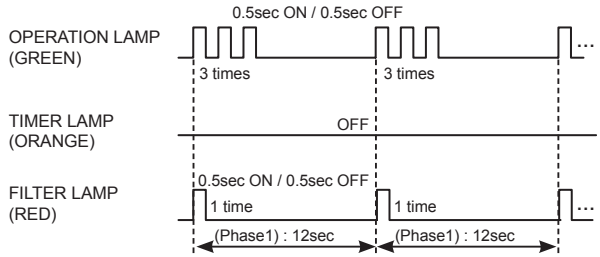 0.5sec ON / 0.5sec OFF
OPERATION LAMP
(GREEN)
3 times
3 times
...
TIMER LAMP
(ORANGE)
OFF
FILTER LAMP
(RED)
0.5sec ON / 0.5sec OFF
1 time
1 time
...
(Phase1) : 12sec
(Phase1) : 12sec